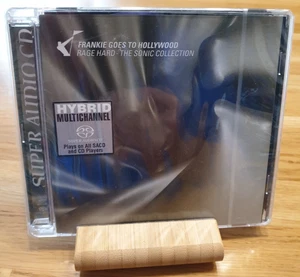 FRANKIE GOES TO HOLLYWOOD
RAGE HARD - THE SONIC COLLECTION
SUPER AUDIO CD
HYBRID
MULTICHANNEL
Plays on All SACD
and CD Players